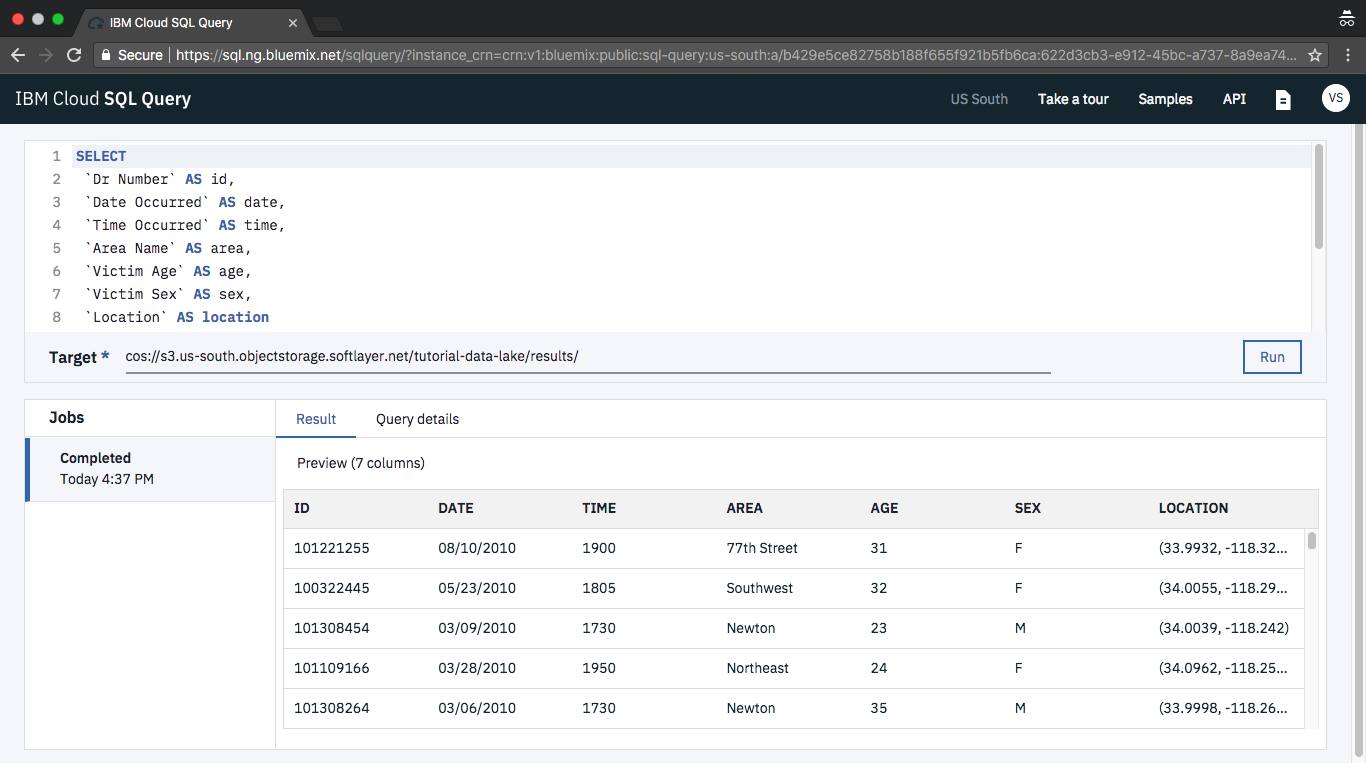 IBM Cloud SQL Query
Secure https://sql.ng.bluemix.net/sqlquery/?instance_crn=crn:v1:bluemix:public:sql-query:us-south:a/b429e5ce82758b188f655f921b5fb6ca:622d3cb3-e912-45bc-a737-8a9ea74...
IBM Cloud SQL Query US South Take a tour Samples API VS
1 SELECT
2 `Dr Number` AS id,
3 `Date Occurred` AS date,
4 `Time Occurred` AS time,
5 `Area Name` AS area,
6 `Victim Age` AS age,
7 `Victim Sex` AS sex,
8 `Location` AS location
Target * cos://s3.us-south.objectstorage.softlayer.net/tutorial-data-lake/results/ Run
Jobs Result Query details
Completed
Today 4:37 PM
Preview (7 columns)
ID DATE TIME AREA AGE SEX LOCATION
101221255 08/10/2010 1900 77th Street 31 F (33.9932, -118.32...
100322445 05/23/2010 1805 Southwest 32 F (34.0055, -118.29...
101308454 03/09/2010 1730 Newton 23 M (34.0039, -118.242)
101109166 03/28/2010 1950 Northeast 24 F (34.0962, -118.25...
101308264 03/06/2010 1730 Newton 35 M (33.9998, -118.26...